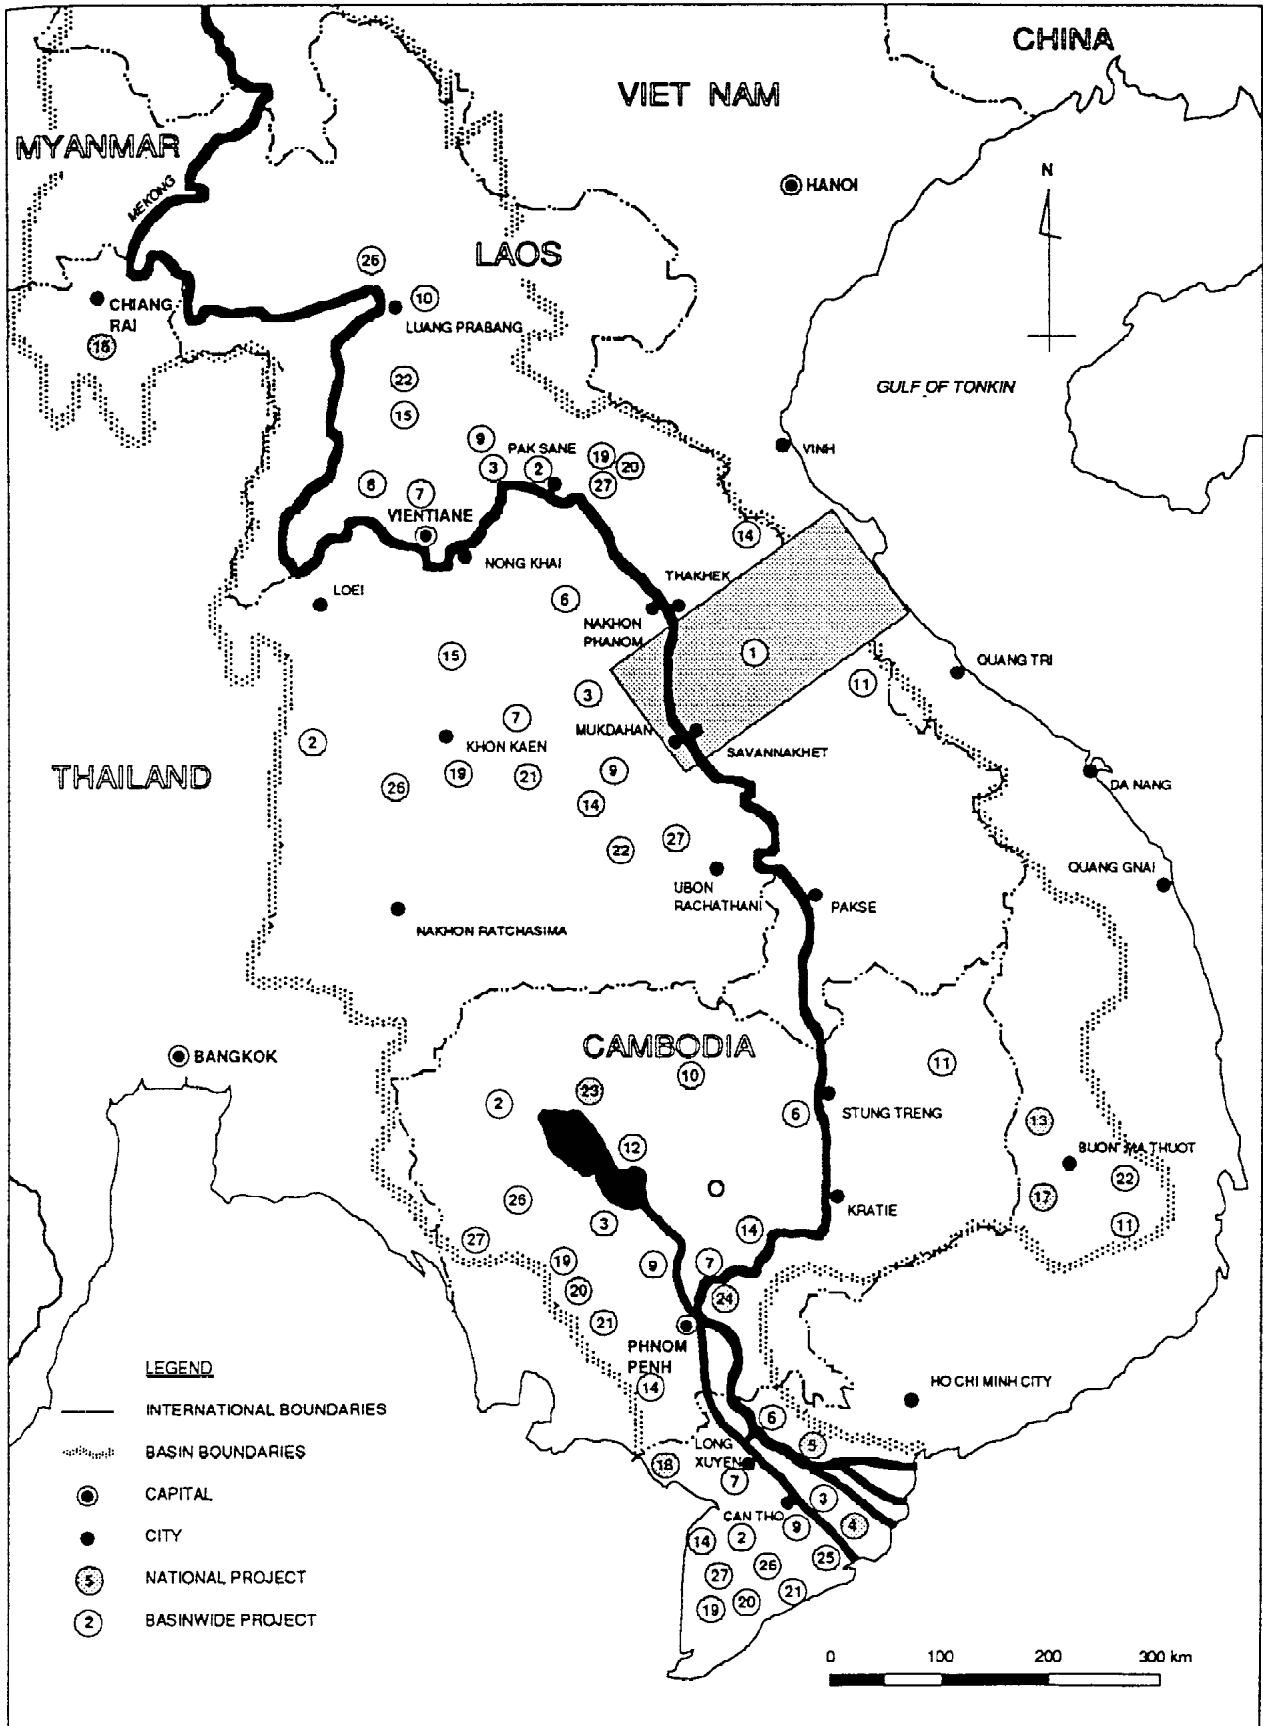 CHINA
VIET NAM
MYANMAR
N
MEKONG
HANOI
LAOS
26
10
CHIANG
RAI
LUANG PRABANG
16
22
GULF OF TONKIN
15
9
PAK SANE
VINH
3
2
19
20
6
7
27
VIENTIANE
14
NONG KHAI
THAKHEK
LOEI
6
NAKHON
PHANOM
15
1
QUANG TRI
11
3
7
MUKDAHAN
2
KHON KAEN
SAVANNAKHET
THAILAND
19
21
9
26
DA NANG
14
27
22
QUANG GNAI
UBON
RACHATHANI
PAKSE
NAKHON RATCHASIMA
CAMBODIA
BANGKOK
11
10
23
2
6
STUNG TRENG
13
12
BUON MA THUOT
22
26
17
KRATIE
3
14
11
27
19
9
7
20
24
21
PHNOM
PENH
LEGEND
14
HO CHI MINH CITY
INTERNATIONAL BOUNDARIES
6
BASIN BOUNDARIES
LONG
XUYEN
5
18
7
CAPITAL
3
CAN THO
9
4
CITY
14
2
25
26
5
NATIONAL PROJECT
27
21
20
19
2
BASINWIDE PROJECT
0
100
200
300 km